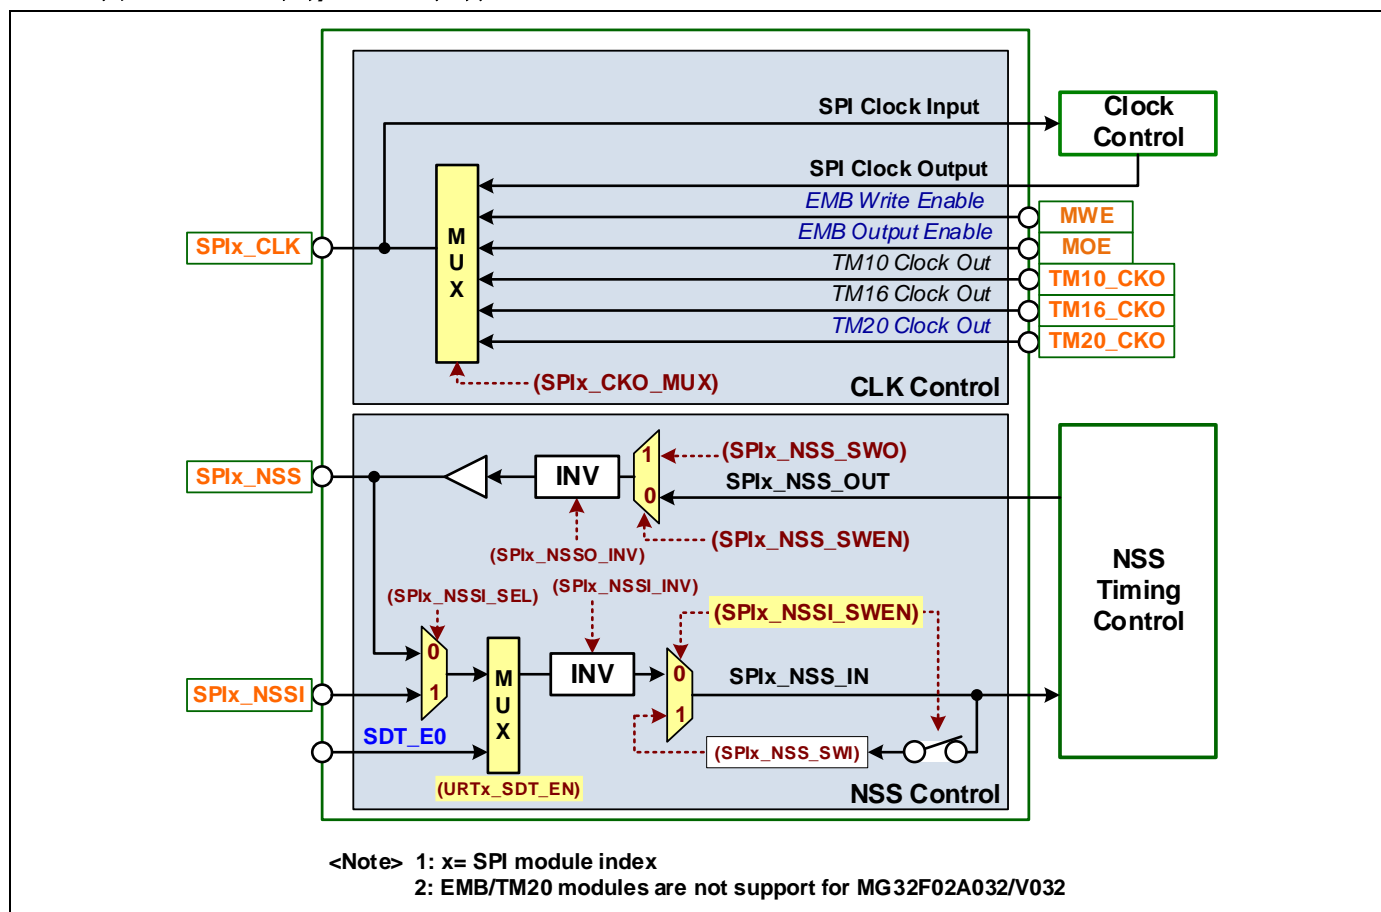 SPI Clock Input
Clock
Control
SPI Clock Output
EMB Write Enable
MWE
SPIx_CLK
MUX
EMB Output Enable
MOE
TM10 Clock Out
TM10_CKO
TM16 Clock Out
TM16_CKO
TM20 Clock Out
TM20_CKO
(SPIx_CKO_MUX)
CLK Control
SPIx_NSS
INV
1
(SPIx_NSS_SWO)
0
SPIx_NSS_OUT
(SPIx_NSS_SWEN)
(SPIx_NSSO_INV)
NSS
Timing
Control
(SPIx_NSSI_SEL)
(SPIx_NSSI_INV)
(SPIx_NSSI_SWEN)
0
1
MUX
INV
0
1
SPIx_NSS_IN
SPIx_NSSI
SDT_E0
(SPIx_NSS_SWI)
(URTx_SDT_EN)
NSS Control
<Note> 1: x= SPI module index
2: EMB/TM20 modules are not support for MG32F02A032/V032